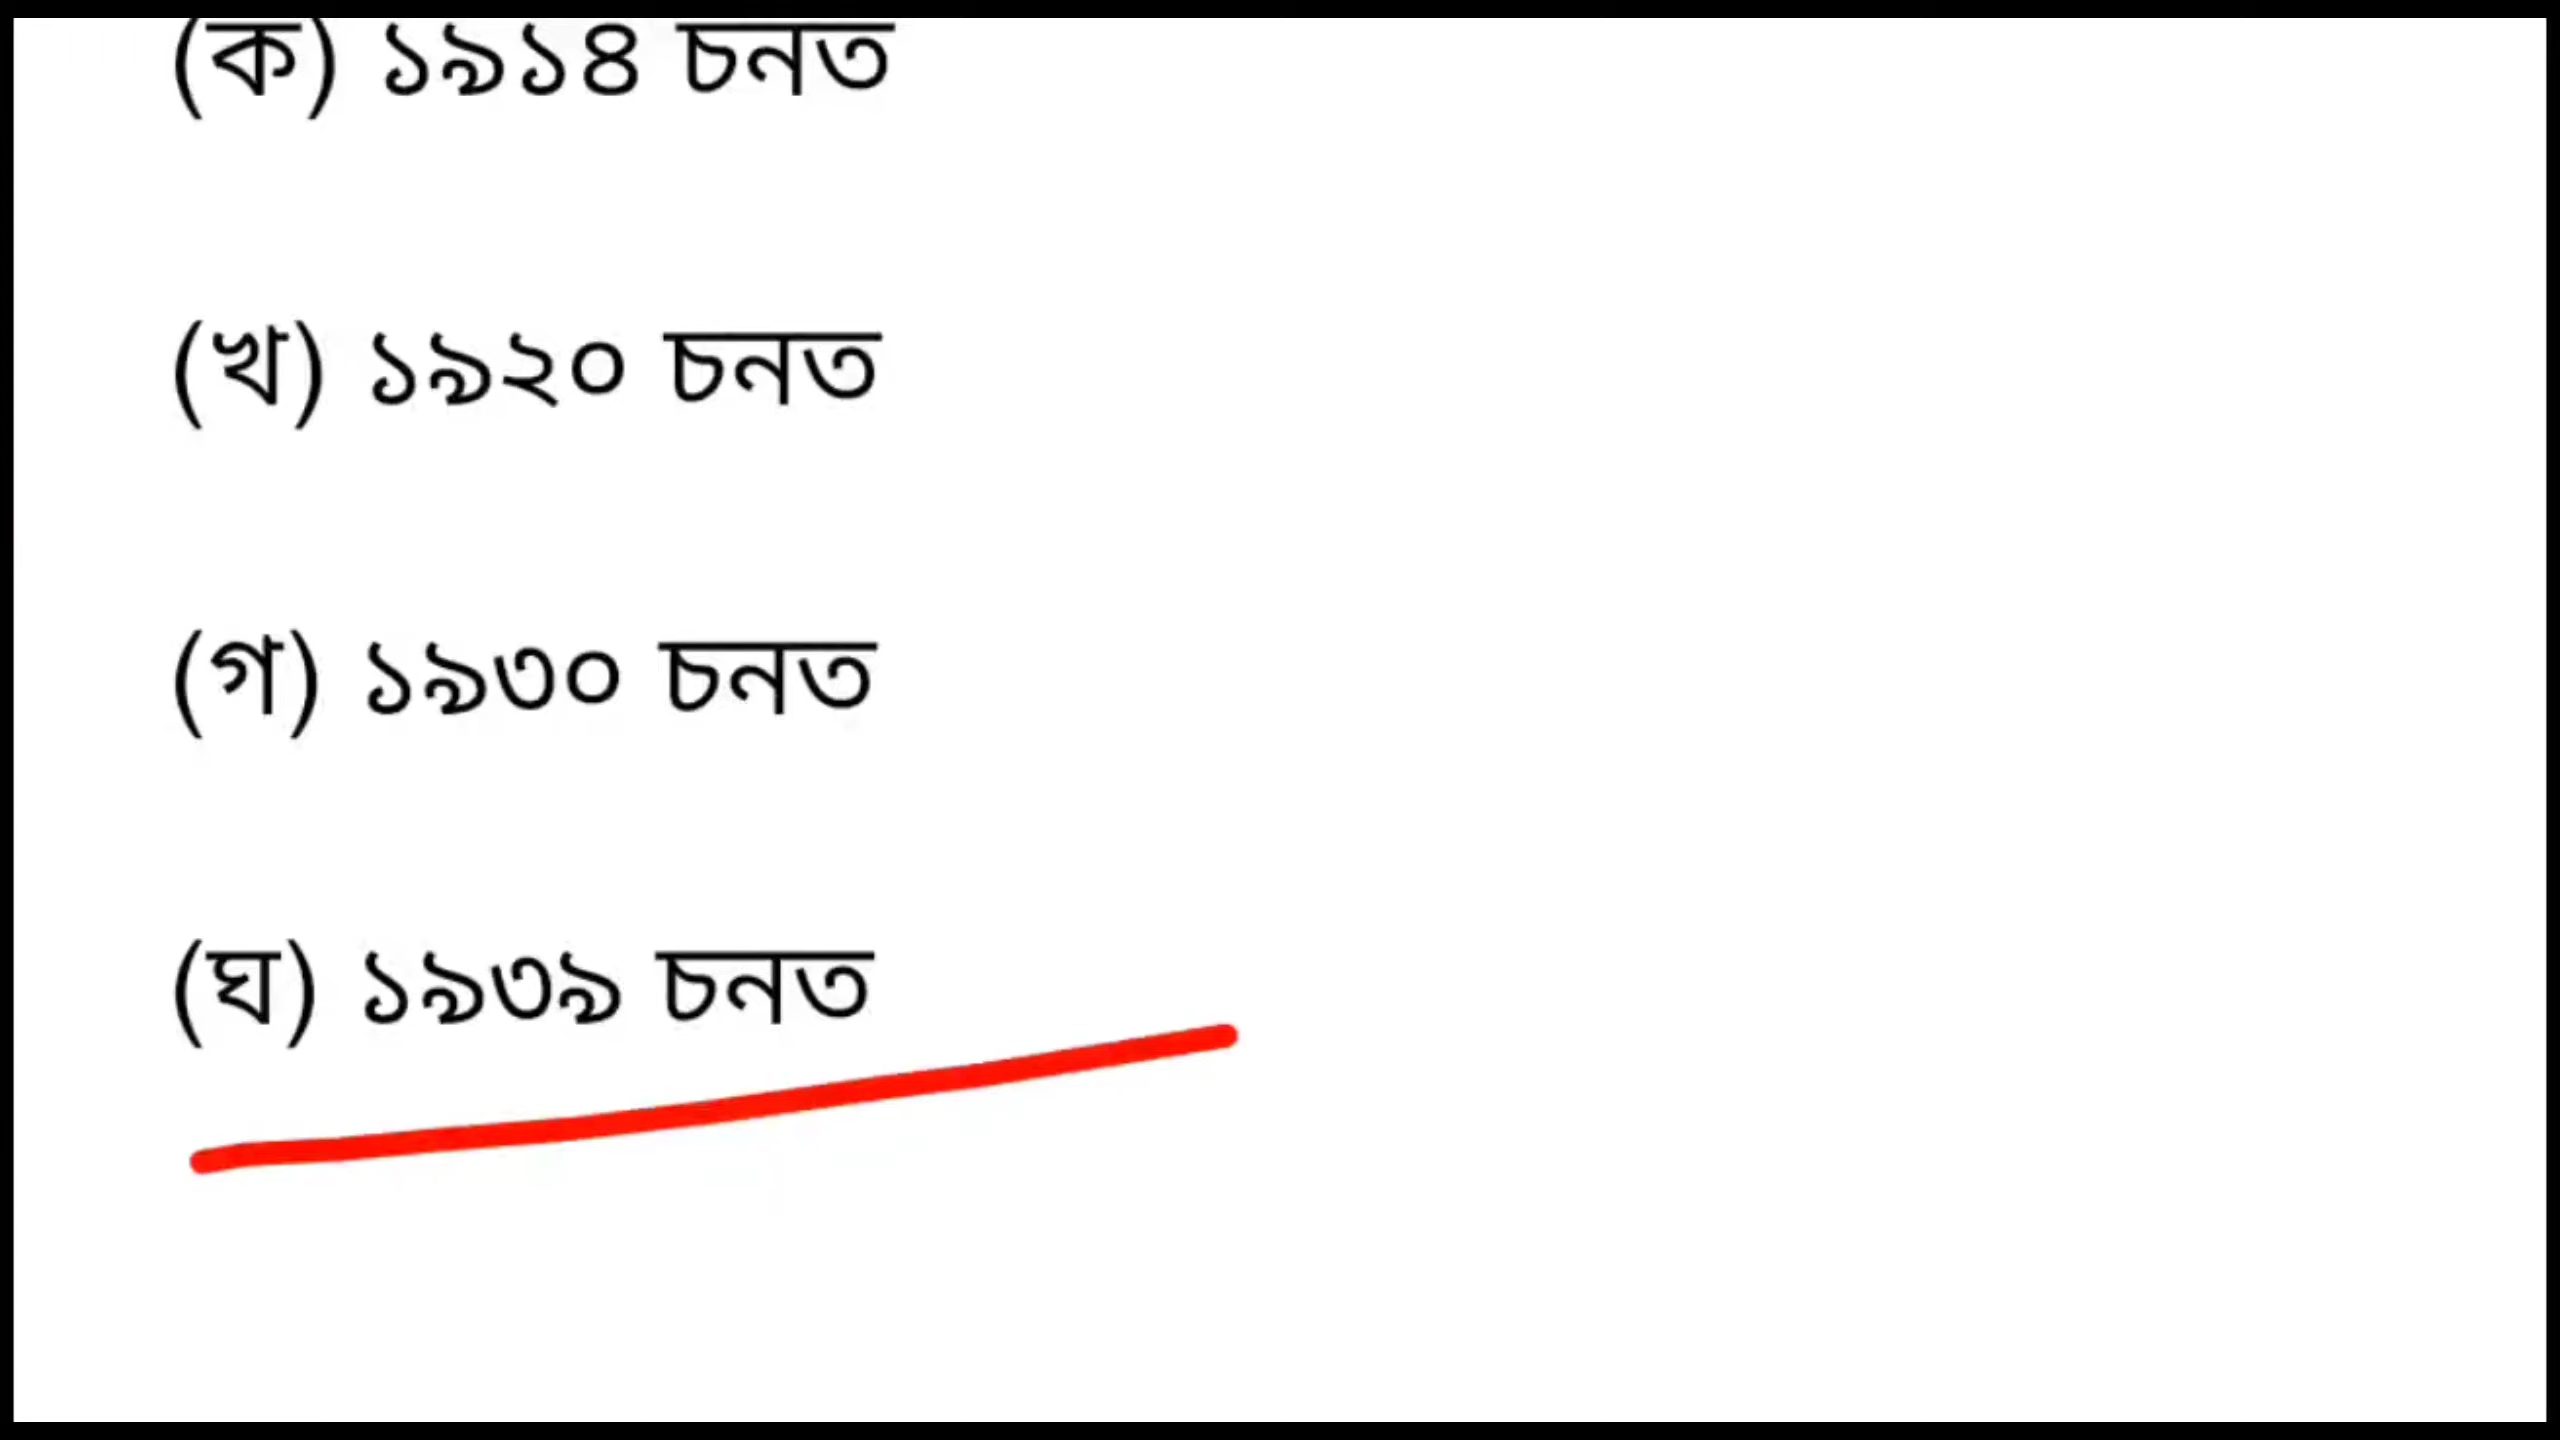 (ক) ১৯১৪ চনত
(খ) ১৯২০ চনত
(গ) ১৯৩০ চনত
(ঘ) ১৯৩৯ চনত